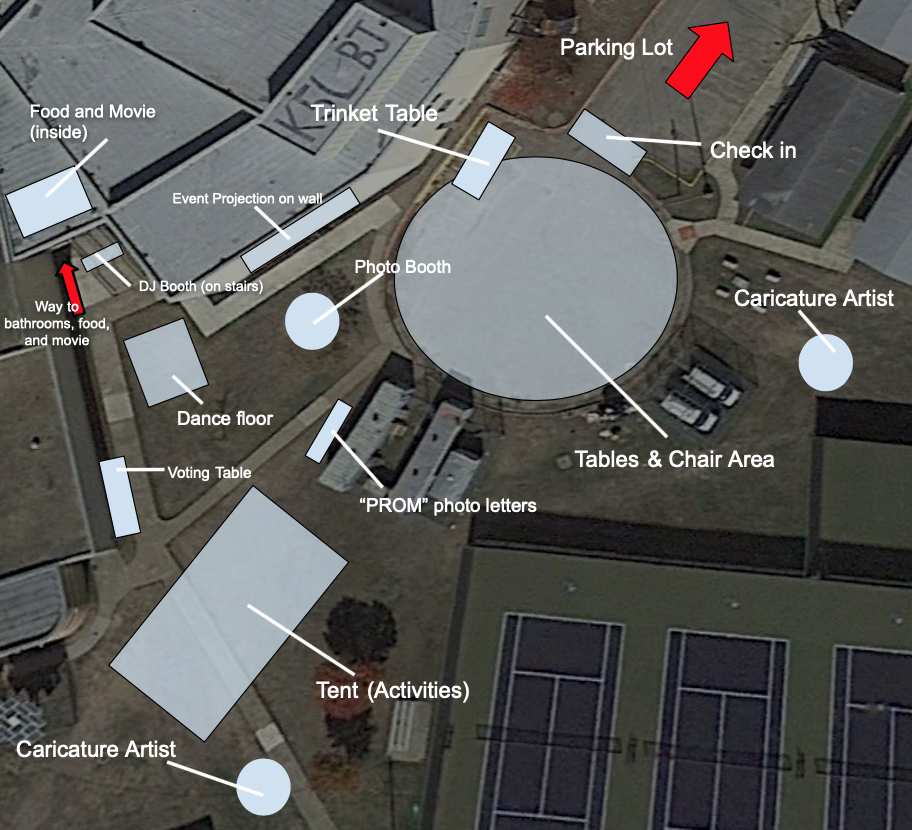 Parking Lot
Food and Movie
(inside)
KLC LBJ
Trinket Table
Check in
Event Projection on wall
Photo Booth
DJ Booth (on stairs)
Caricature Artist
Way to
bathrooms, food,
and movie
Dance floor
Tables & Chair Area
Voting Table
“PROM” photo letters
Tent (Activities)
Caricature Artist